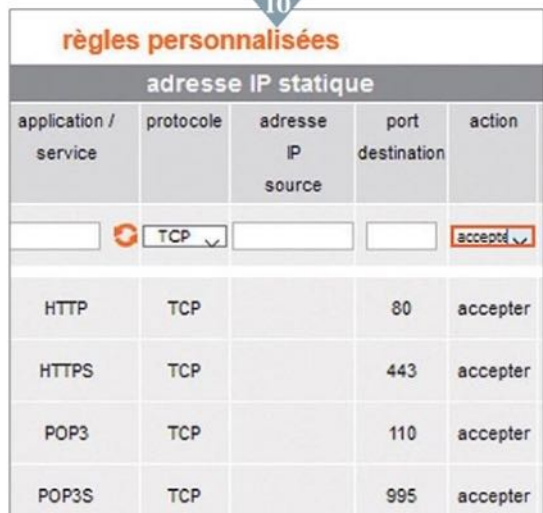 10
règles personnalisées
adresse IP statique
application / service protocole adresse IP source port destination action
TCP accepte
HTTP TCP 80 accepter
HTTPS TCP 443 accepter
POP3 TCP 110 accepter
POP3S TCP 995 accepter